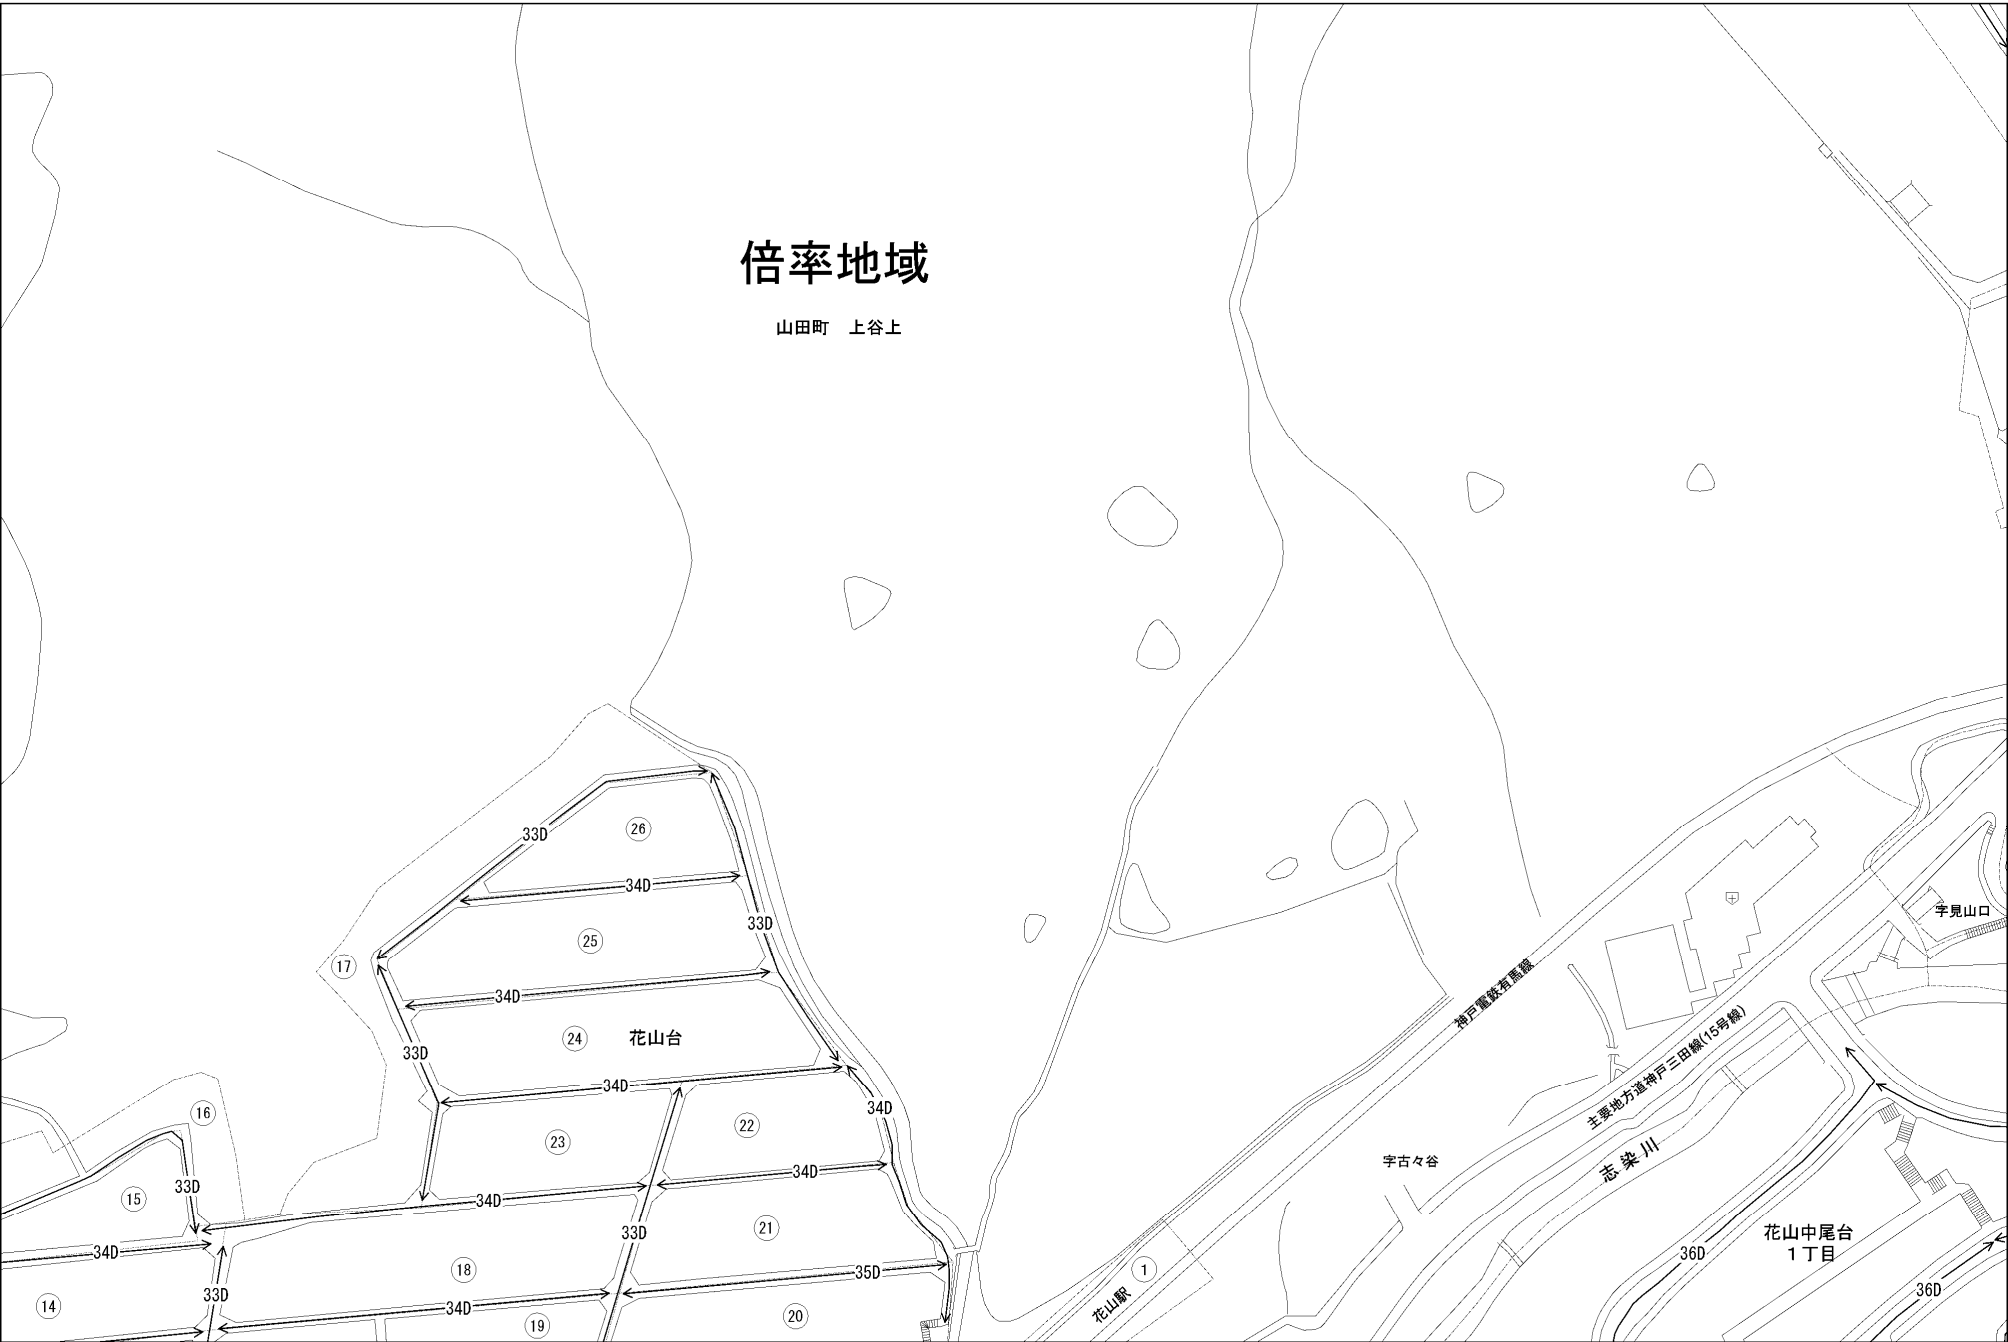 倍率地域
山田町 上谷上
33D
26
34D
33D
25
17
34D
24
花山台
33D
34D
34D
16
23
22
34D
15
33D
34D
33D
21
34D
18
35D
14
33D
34D
19
20
神戸電鉄有馬線
字見山口
主要地方道神戸三田線(15号線)
志染川
字古々谷
1
花山駅
花山中尾台
1丁目
36D
36D